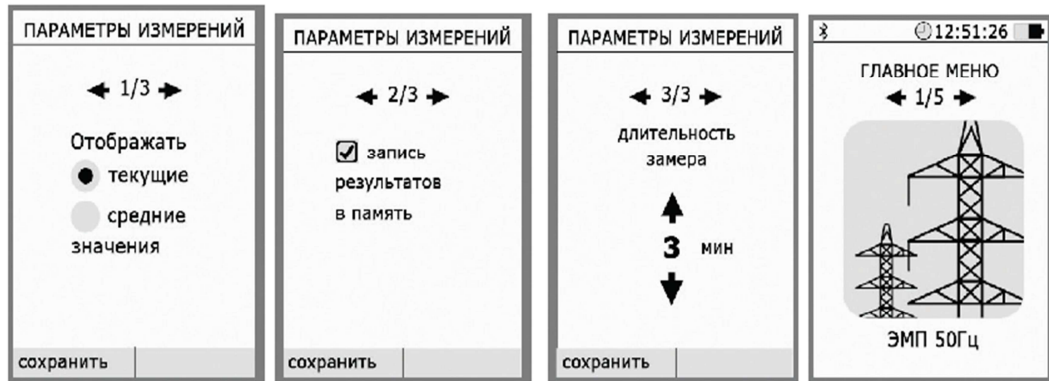 ПАРАМЕТРЫ ИЗМЕРЕНИЙ
1/3
Отображать
текущие
средние
значения
сохранить
ПАРАМЕТРЫ ИЗМЕРЕНИЙ
2/3
запись
результатов
в память
сохранить
ПАРАМЕТРЫ ИЗМЕРЕНИЙ
3/3
длительность
замера
3 мин
сохранить
12:51:26
ГЛАВНОЕ МЕНЮ
1/5
ЭМП 50Гц